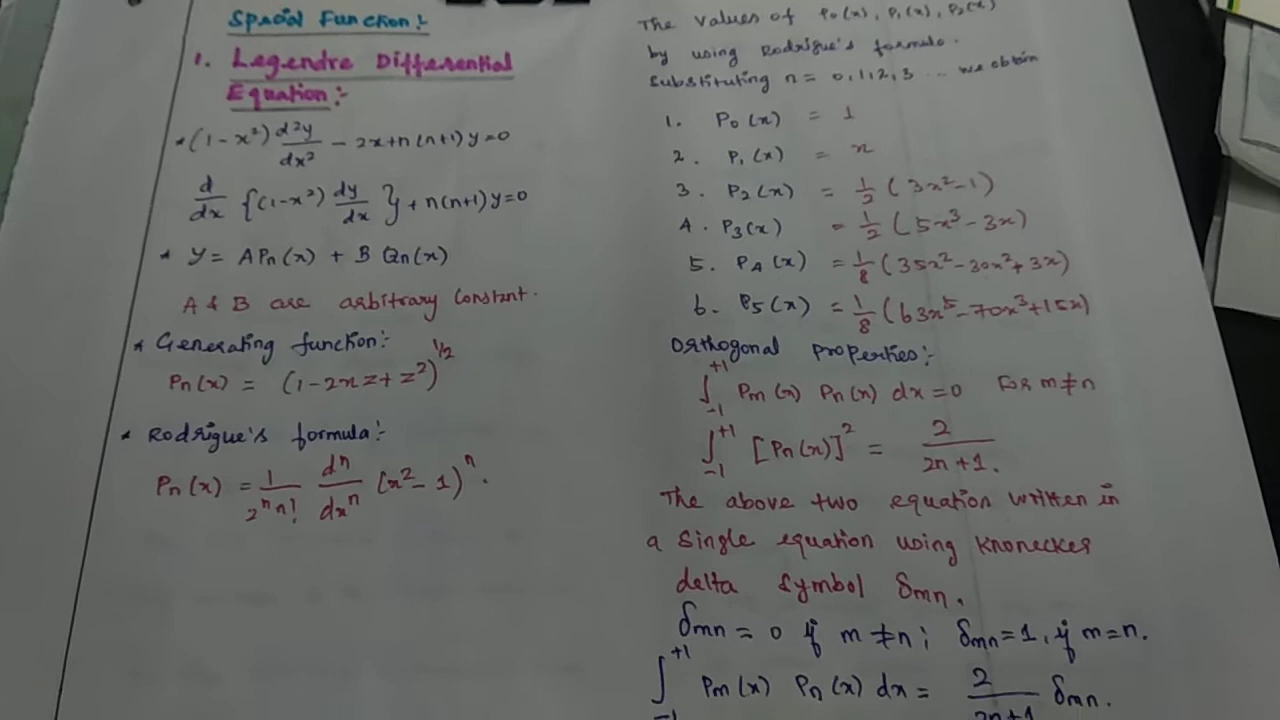 Special Function:-
1. Legendre Differential
Equation:-
* (1-x²) d²y/dx² - 2x+n(n+1)y=0
d/dx {(1-x²) dy/dx} + n(n+1)y=0
* y= APn(x) + B Qn(x)
A & B are arbitrary Constant.
* Generating function:-
Pn(x) = (1-2xz+z²)^1/2
* Rodrigue's formula:-
Pn(x) = 1/2ⁿn! dⁿ/dxⁿ (x²-1)ⁿ.
The values of P₀(x), P₁(x), P₂(x)
by using Rodrigue's formula.
Substituting n= 0,1,2,3 ... we obtain
1. P₀(x) = 1
2. P₁(x) = x
3. P₂(x) = 1/2 (3x²-1)
4. P₃(x) = 1/2 (5x³-3x)
5. P₄(x) = 1/8 (35x²-30x²+3x)
6. P₅(x) = 1/8 (63x⁵-70x³+15x)
Orthogonal properties:-
∫₋₁⁺¹ Pm(x) Pn(x) dx=0 For m≠n
∫₋₁⁺¹ [Pn(x)]² = 2/2n+1.
The above two equation written in
a single equation using Knonecker
delta symbol δmn.
δmn = 0 if m≠n; δmn=1, if m=n.
∫₋₁⁺¹ Pm(x) Pn(x) dx = 2/2n+1 δmn.